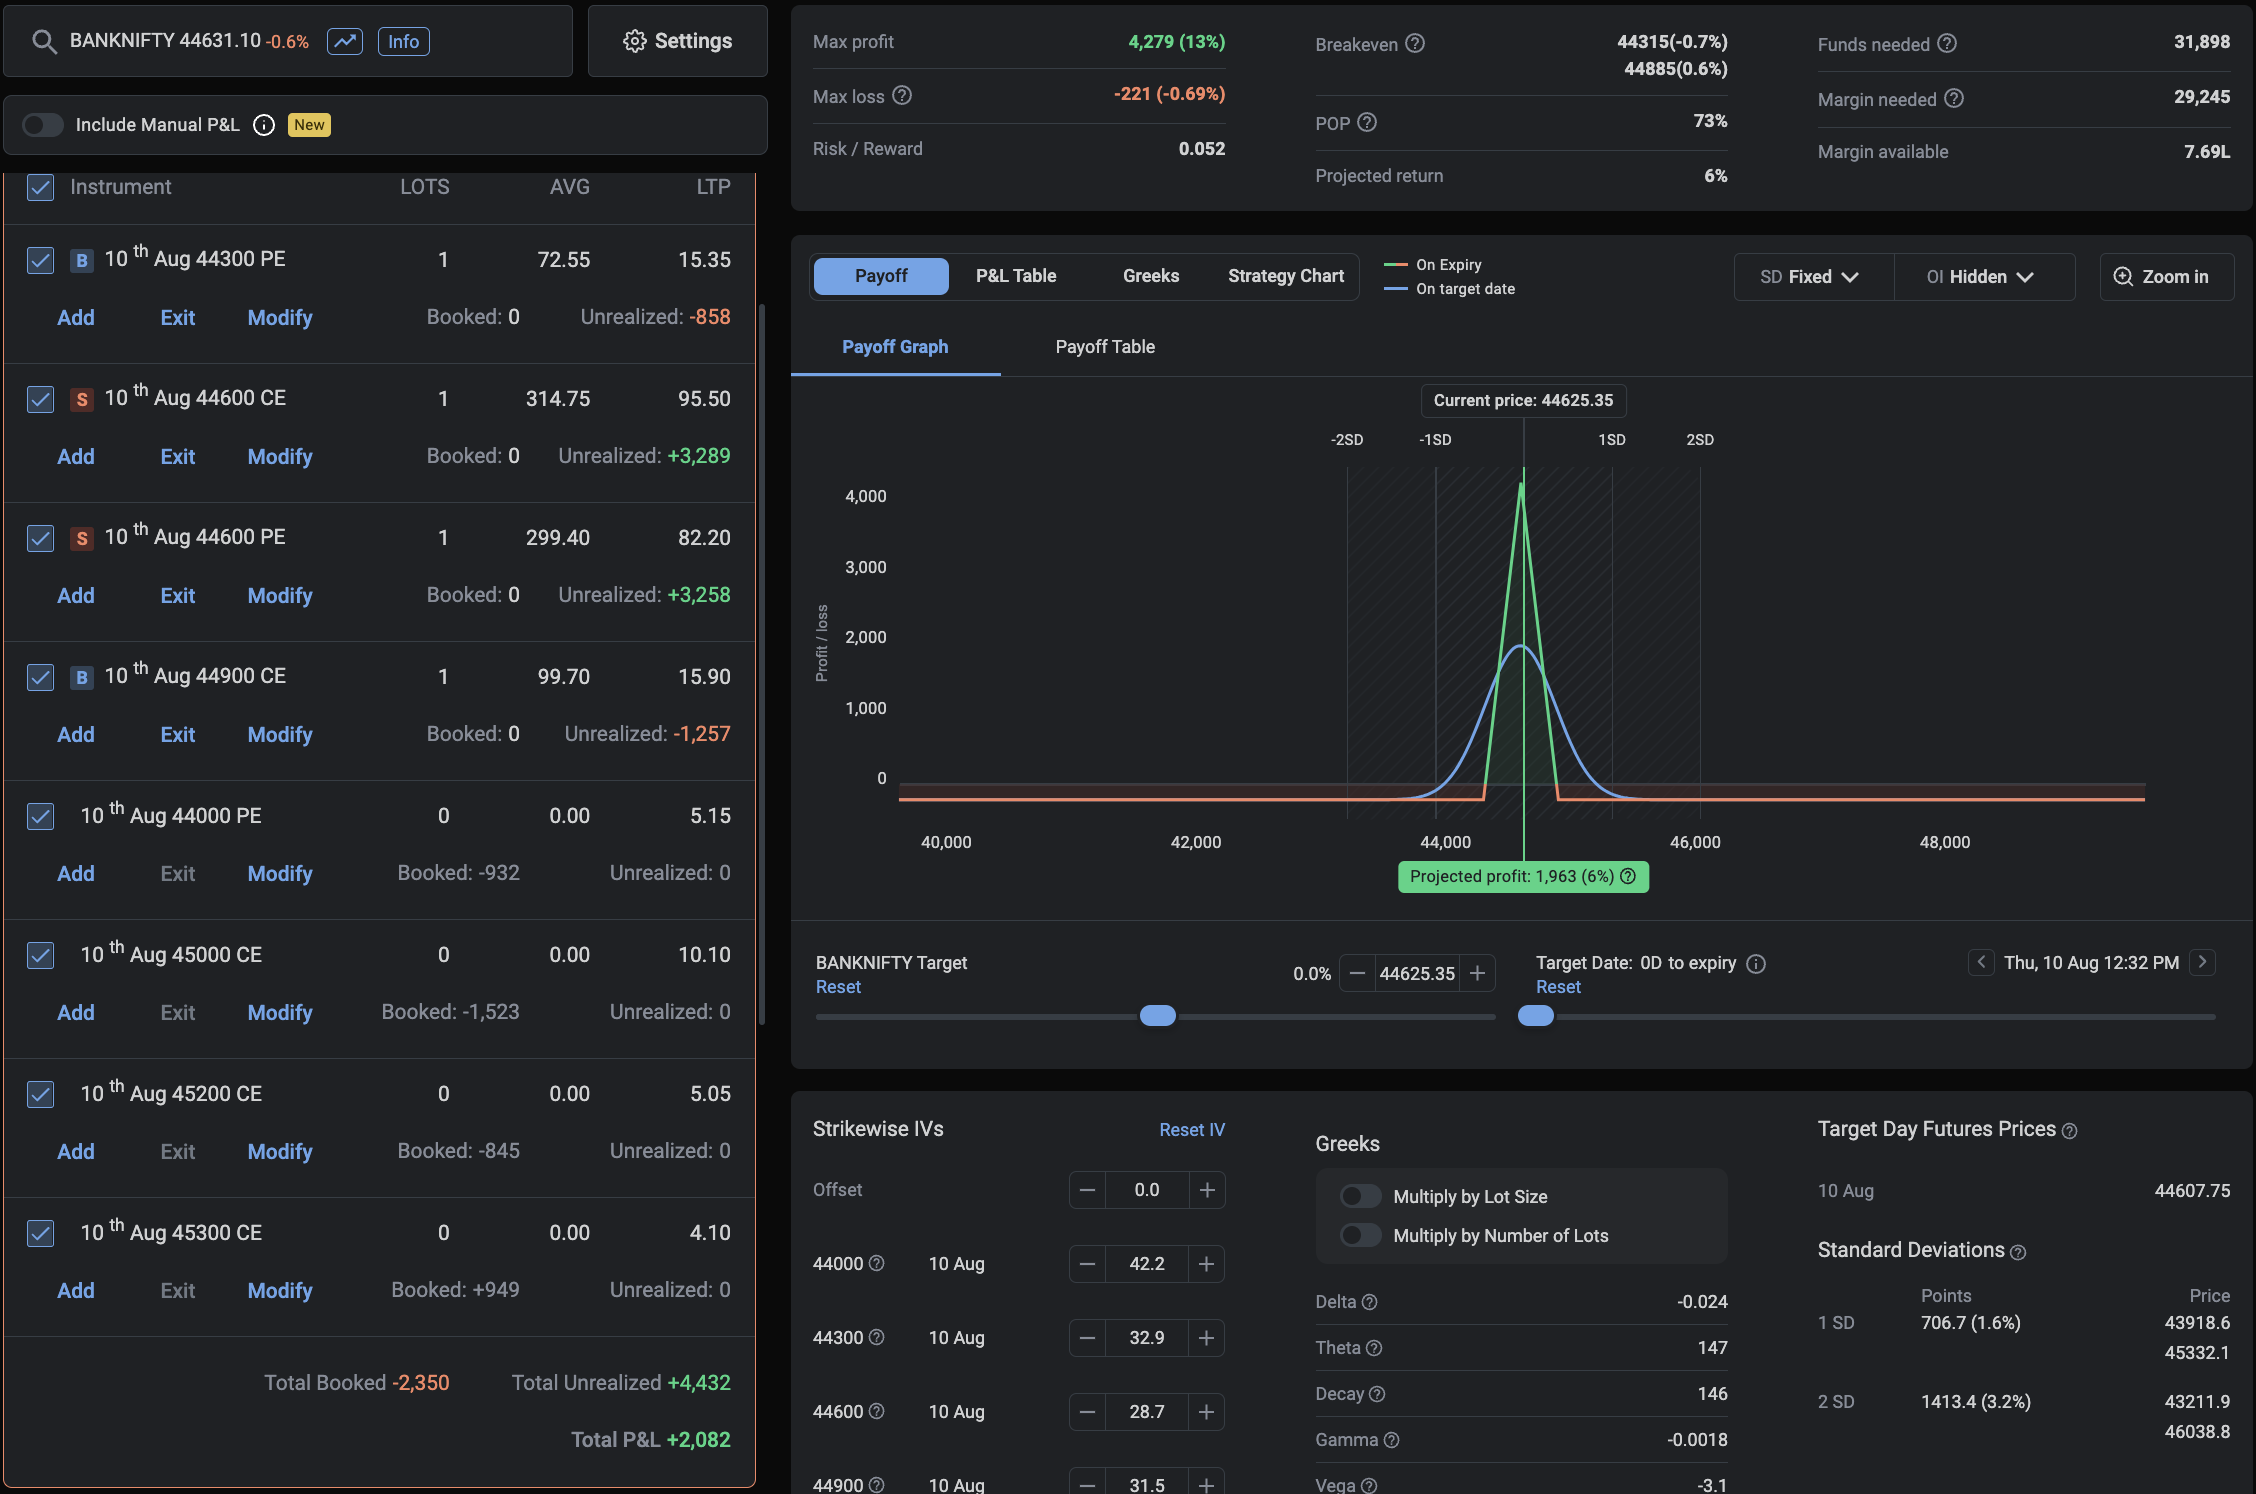 BANKNIFTY 44631.10 -0.6% Info
Settings
Include Manual P&L New
Instrument LOTS AVG LTP
B 10 th Aug 44300 PE 1 72.55 15.35
Add Exit Modify Booked: 0 Unrealized: -858
S 10 th Aug 44600 CE 1 314.75 95.50
Add Exit Modify Booked: 0 Unrealized: +3,289
S 10 th Aug 44600 PE 1 299.40 82.20
Add Exit Modify Booked: 0 Unrealized: +3,258
B 10 th Aug 44900 CE 1 99.70 15.90
Add Exit Modify Booked: 0 Unrealized: -1,257
10 th Aug 44000 PE 0 0.00 5.15
Add Exit Modify Booked: -932 Unrealized: 0
10 th Aug 45000 CE 0 0.00 10.10
Add Exit Modify Booked: -1,523 Unrealized: 0
10 th Aug 45200 CE 0 0.00 5.05
Add Exit Modify Booked: -845 Unrealized: 0
10 th Aug 45300 CE 0 0.00 4.10
Add Exit Modify Booked: +949 Unrealized: 0
Total Booked -2,350 Total Unrealized +4,432
Total P&L +2,082
Max profit 4,279 (13%)
Max loss -221 (-0.69%)
Risk / Reward 0.052
Breakeven 44315(-0.7%)
44885(0.6%)
POP 73%
Projected return 6%
Funds needed 31,898
Margin needed 29,245
Margin available 7.69L
Payoff P&L Table Greeks Strategy Chart
On Expiry
On target date
SD Fixed OI Hidden Zoom in
Payoff Graph Payoff Table
Current price: 44625.35
-2SD -1SD 1SD 2SD
Profit / loss
4,000
3,000
2,000
1,000
0
40,000 42,000 44,000 46,000 48,000
Projected profit: 1,963 (6%)
BANKNIFTY Target
Reset
0.0% 44625.35
Target Date: 0D to expiry
Reset
Thu, 10 Aug 12:32 PM
Strikewise IVs Reset IV
Offset 0.0
44000 10 Aug 42.2
44300 10 Aug 32.9
44600 10 Aug 28.7
44900 10 Aug 31.5
Greeks
Multiply by Lot Size
Multiply by Number of Lots
Delta -0.024
Theta 147
Decay 146
Gamma -0.0018
Vega -3.1
Target Day Futures Prices
10 Aug 44607.75
Standard Deviations
Points Price
1 SD 706.7 (1.6%) 43918.6
45332.1
2 SD 1413.4 (3.2%) 43211.9
46038.8